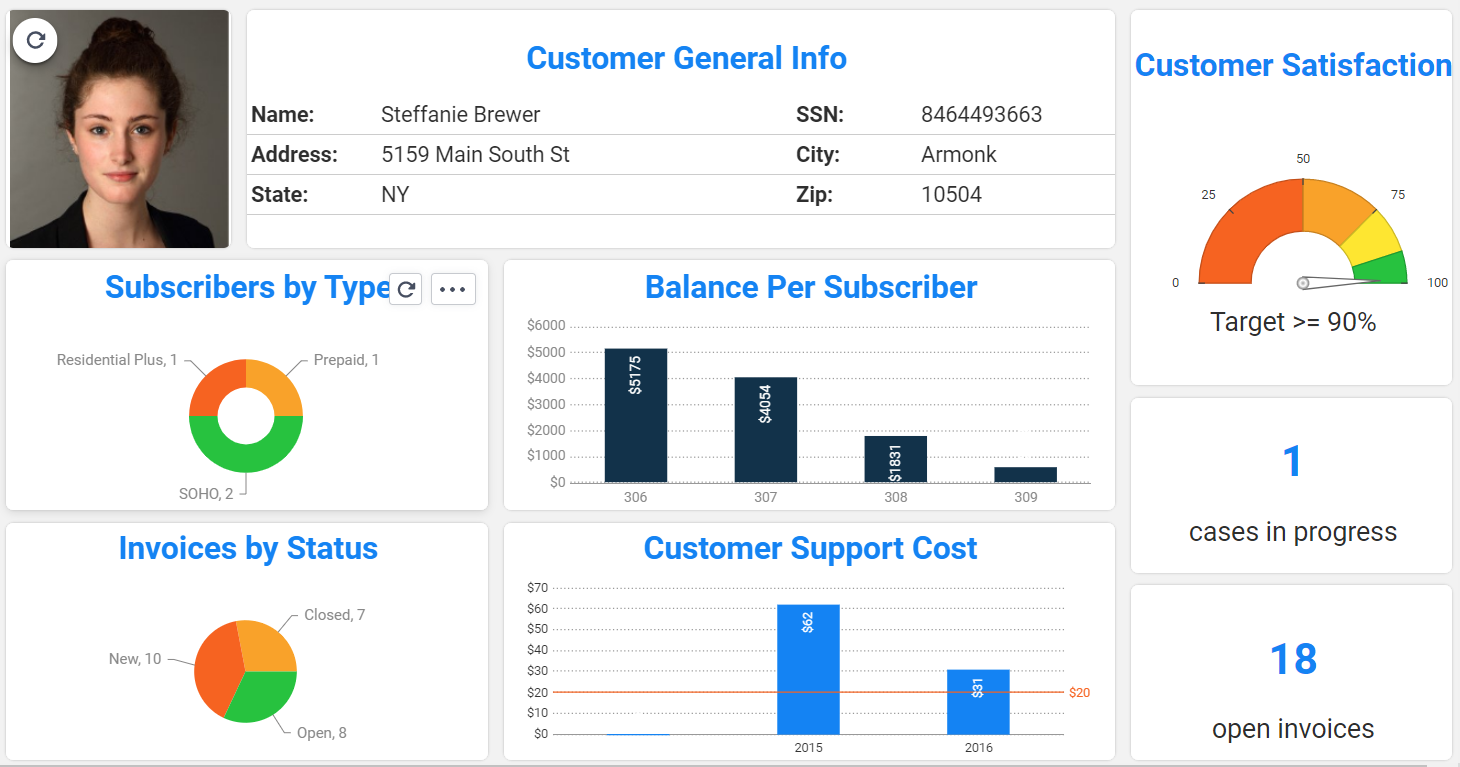 Customer General Info
Name: Steffanie Brewer SSN: 8464493663
Address: 5159 Main South St City: Armonk
State: NY Zip: 10504
Customer Satisfaction
50
25 75
0 100
Target >= 90%
Subscribers by Type
Residential Plus, 1 Prepaid, 1
SOHO, 2
Balance Per Subscriber
$6000
$5000
$4000
$3000
$2000
$1000
$0
$5175
$4054
$1831
306 307 308 309
1
cases in progress
Invoices by Status
Closed, 7
New, 10
Open, 8
Customer Support Cost
$70
$60
$50
$40
$30
$20
$10
$0
$62
$31
$20
2015 2016
18
open invoices